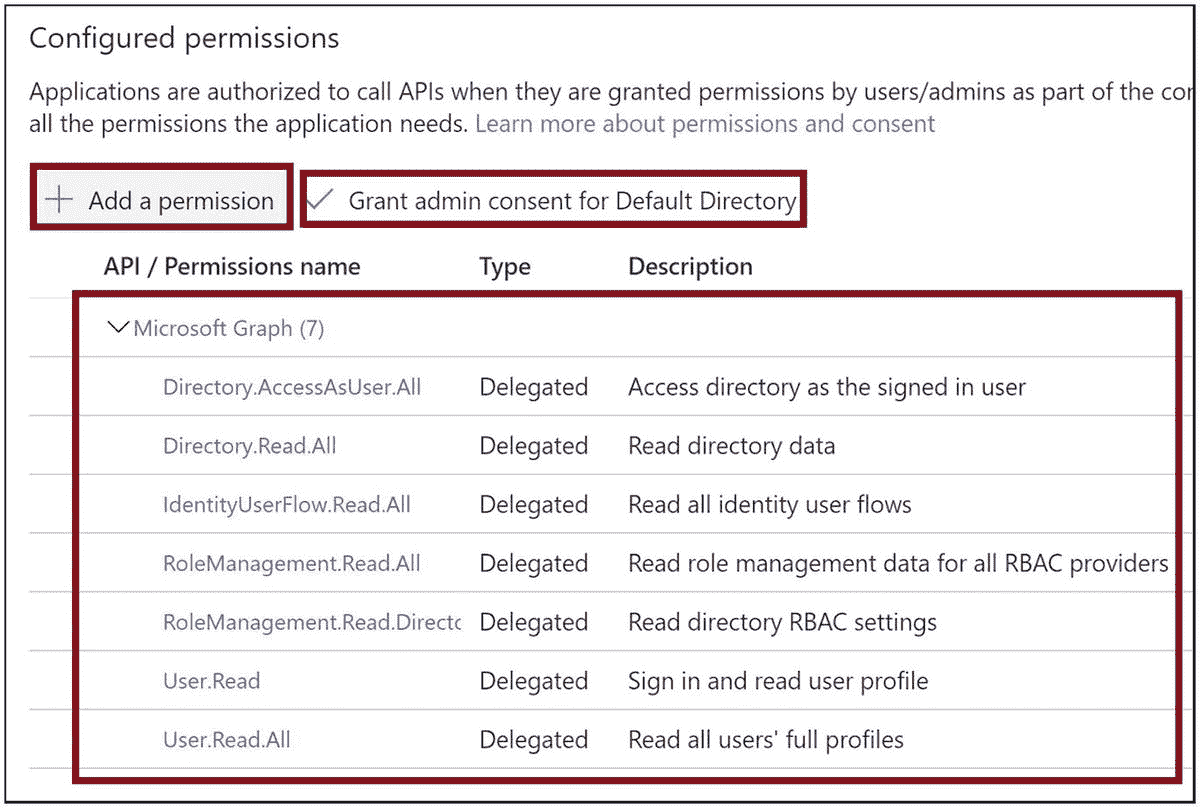 Configured permissions
Applications are authorized to call APIs when they are granted permissions by users/admins as part of the cor
all the permissions the application needs. Learn more about permissions and consent
Add a permission Grant admin consent for Default Directory
API / Permissions name Type Description
Microsoft Graph (7)
Directory.AccessAsUser.All Delegated Access directory as the signed in user
Directory.Read.All Delegated Read directory data
IdentityUserFlow.Read.All Delegated Read all identity user flows
RoleManagement.Read.All Delegated Read role management data for all RBAC providers
RoleManagement.Read.Directo Delegated Read directory RBAC settings
User.Read Delegated Sign in and read user profile
User.Read.All Delegated Read all users' full profiles